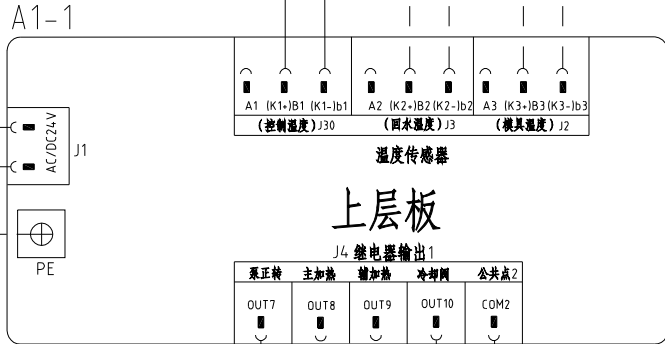 A1-1
A1 (K1+)B1 (K1-)b1 A2 (K2+)B2 (K2-)b2 A3 (K3+)B3 (K3-)b3
(控制温度)J30 (回水温度)J3 (模具温度)J2
温度传感器
AC/DC24V
J1
PE
上层板
J4 继电器输出1
泵正转 主加热 辅加热 冷却阀 公共点2
OUT7 OUT8 OUT9 OUT10 COM2